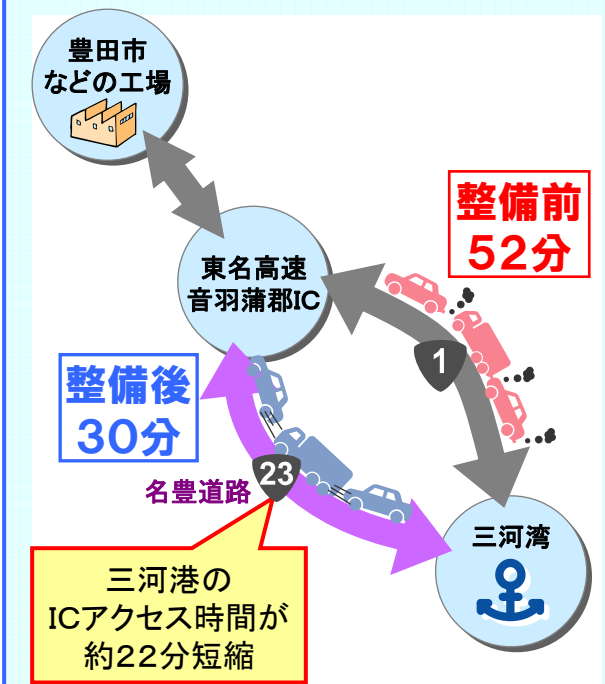 豊田市
などの工場
東名高速
音羽蒲郡IC
整備前
52分
1
整備後
30分
23
名豊道路
三河湾
三河港の
ICアクセス時間が
約22分短縮